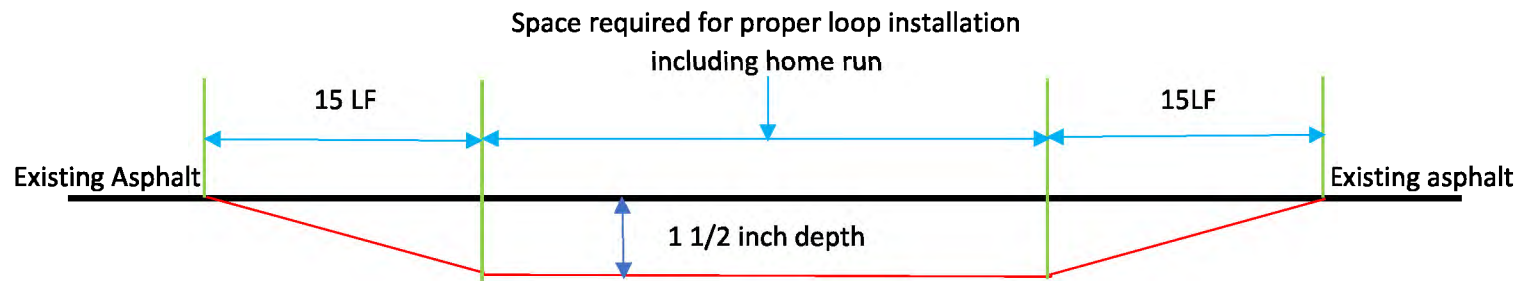 Space required for proper loop installation
including home run
15 LF
15LF
Existing Asphalt
Existing asphalt
1 1/2 inch depth